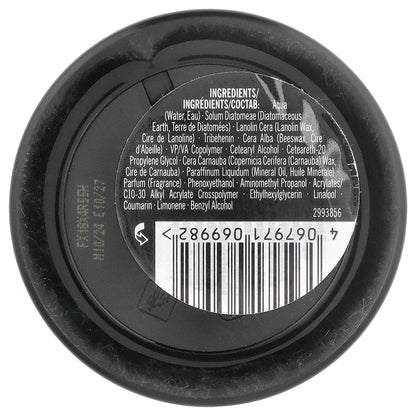 INGREDIENTS/
INGRÉDIENTS/СОСТАВ: Aqua
(Water, Eau) · Solum Diatomeae (Diatomaceous
Earth, Terre de Diatomées) · Lanolin Cera (Lanolin Wax,
Cire de Lanoline) · Tribehenin · Cera Alba (Beeswax, Cire
d'Abeille) · VP/VA Copolymer · Cetearyl Alcohol · Ceteareth-20
Propylene Glycol · Cera Carnauba (Copernicia Cerifera (Carnauba) Wax,
Cire de Carnauba) · Paraffinum Liquidum (Mineral Oil, Huile Minerale) ·
Parfum (Fragrance) · Phenoxyethanol · Aminomethyl Propanol · Acrylates/
C10-30 Alkyl Acrylate Crosspolymer · Ethylhexylglycerin · Linalool ·
Coumarin · Limonene · Benzyl Alcohol
2993856
4 067971 069982
FX18X4R55H
M10/24 E10/27